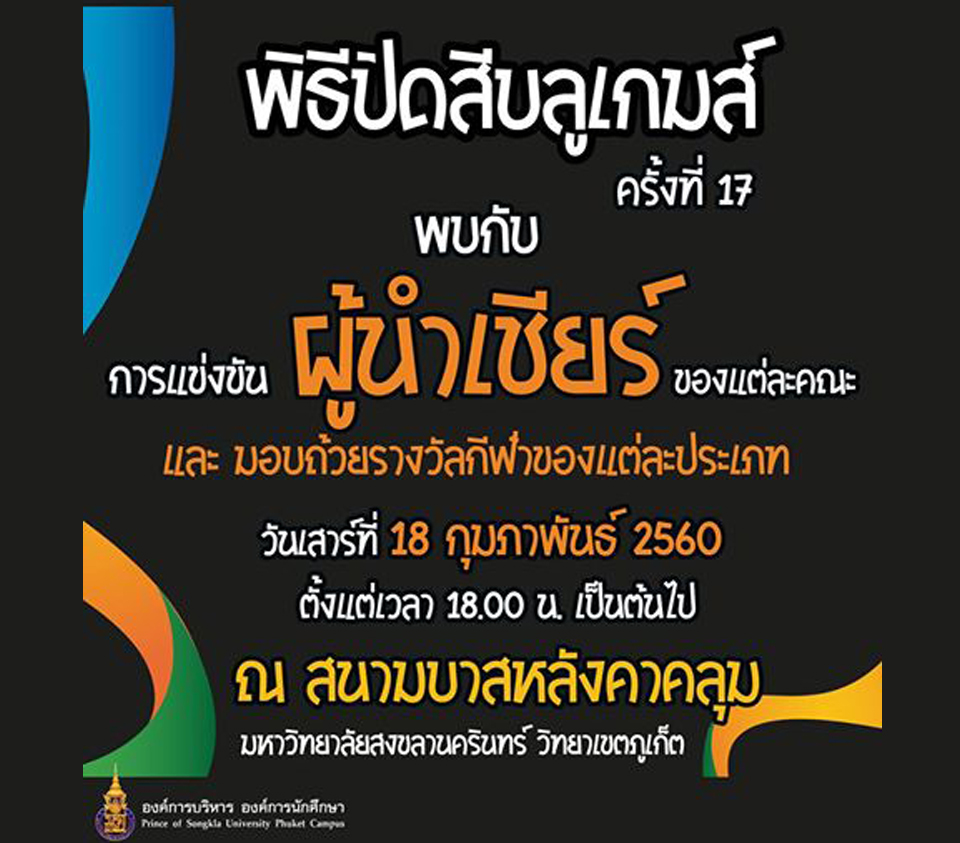 พิธีปิดสีบลูเกมส์
ครั้งที่ 17
พบกับ
การแข่งขัน ผู้นำเชียร์ ของแต่ละคณะ
และ มอบถ้วยรางวัลกีฬาของแต่ละประเภท
วันเสาร์ที่ 18 กุมภาพันธ์ 2560
ตั้งแต่เวลา 18.00 น. เป็นต้นไป
ณ สนามบาสหลังคาคลุม
มหาวิทยาลัยสงขลานครินทร์ วิทยาเขตภูเก็ต
องค์การบริหาร องค์การนักศึกษา
Prince of Songkla University Phuket Campus